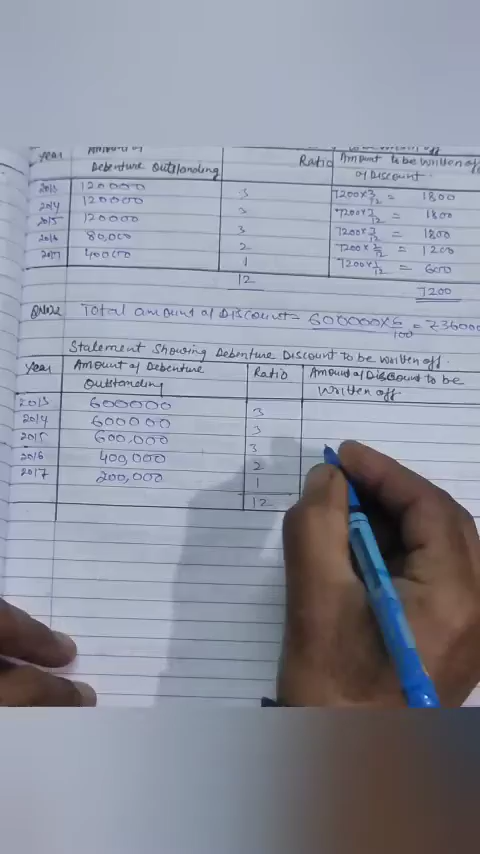 Year Amount of Debenture Outstanding Ratio Amount to be written off of Discount.
2013 120000 3 7200×3/12 = 1800
2014 120000 3 7200×3/12 = 1800
2015 120000 3 7200×3/12 = 1800
2016 80,000 2 7200×2/12 = 1200
2017 40000 1 7200×1/12 = 600
12 7200
Total amount of Discount = 600000×6/100 = 236000
Statement Showing Debenture Discount to be written off.
Year Amount of Debenture Outstanding Ratio Amount of Discount to be written off
2013 600000 3
2014 600000 3
2015 600,000 3
2016 400,000 2
2017 200,000 1
12